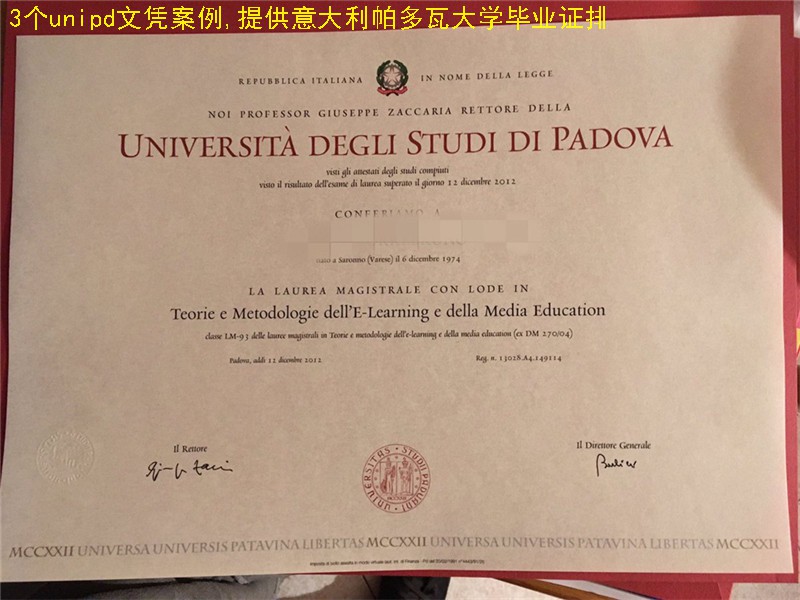 3个unipd文凭案例,提供意大利帕多瓦大学毕业证排
REPUBBLICA ITALIANA IN NOME DELLA LEGGE
NOI PROFESSOR GIUSEPPE ZACCARIA RETTORE DELLA
UNIVERSITÀ DEGLI STUDI DI PADOVA
visti gli attestati degli studi compiuti
visto il risultato dell'esame di laurea superato il giorno 12 dicembre 2012
CONFERIAMO A
nato a Saronno (Varese) il 6 dicembre 1974
LA LAUREA MAGISTRALE CON LODE IN
Teorie e Metodologie dell'E-Learning e della Media Education
classe LM-93 delle lauree magistrali in Teorie e metodologie dell'e-learning e della media education (ex DM 270/04)
Padova, addì 12 dicembre 2012 Reg. n. 13028.A4.149114
Il Rettore Il Direttore Generale
UNIVERSITAS STUDII PADUANI
MCCXXII UNIVERSA UNIVERSIS PATAVINA LIBERTAS MCCXXII UNIVERSA UNIVERSIS PATAVINA LIBERTAS MCCXXII